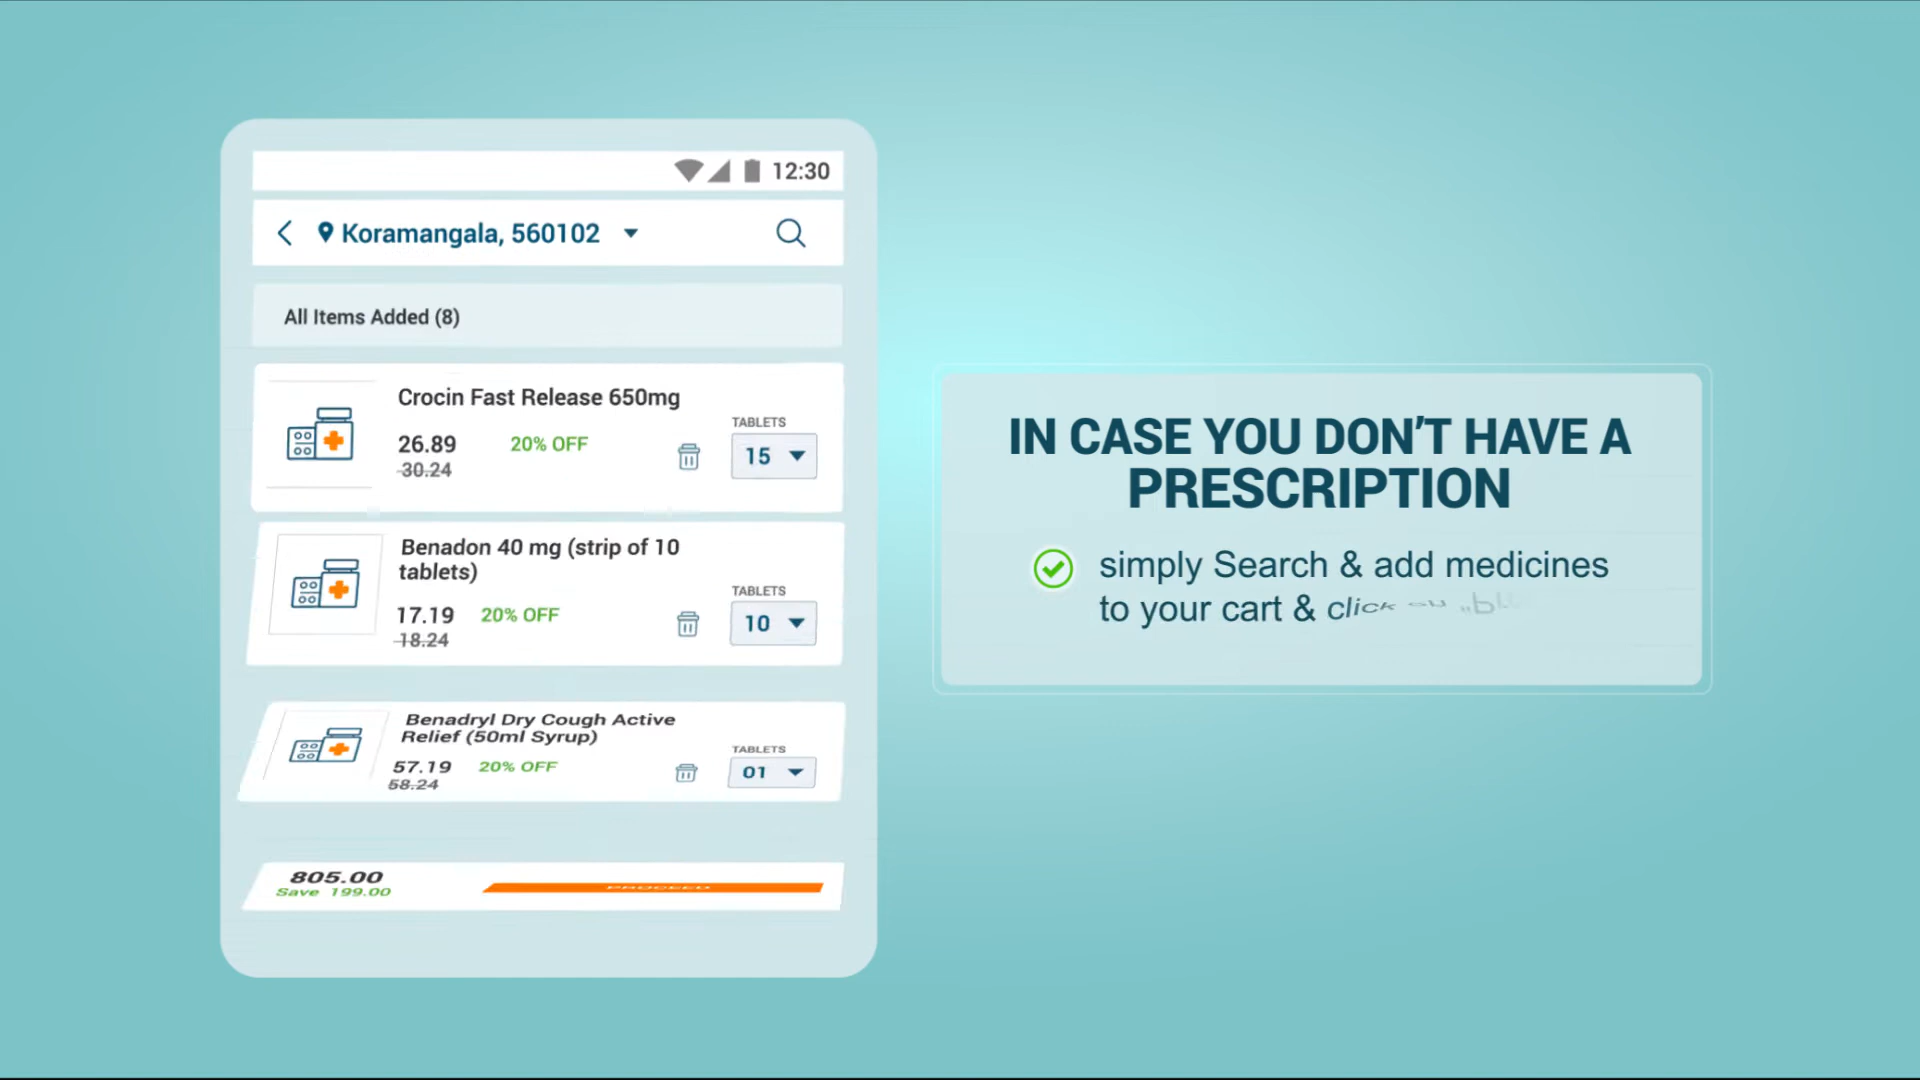 12:30
Koramangala, 560102
All Items Added (8)
Crocin Fast Release 650mg
26.89
20% OFF
30.24
TABLETS
15
Benadon 40 mg (strip of 10
tablets)
17.19
20% OFF
18.24
TABLETS
10
Benadryl Dry Cough Active
Relief (50ml Syrup)
57.19
20% OFF
58.24
TABLETS
01
805.00
Save 199.00
PROCEED
IN CASE YOU DON'T HAVE A
PRESCRIPTION
simply Search & add medicines
to your cart & click